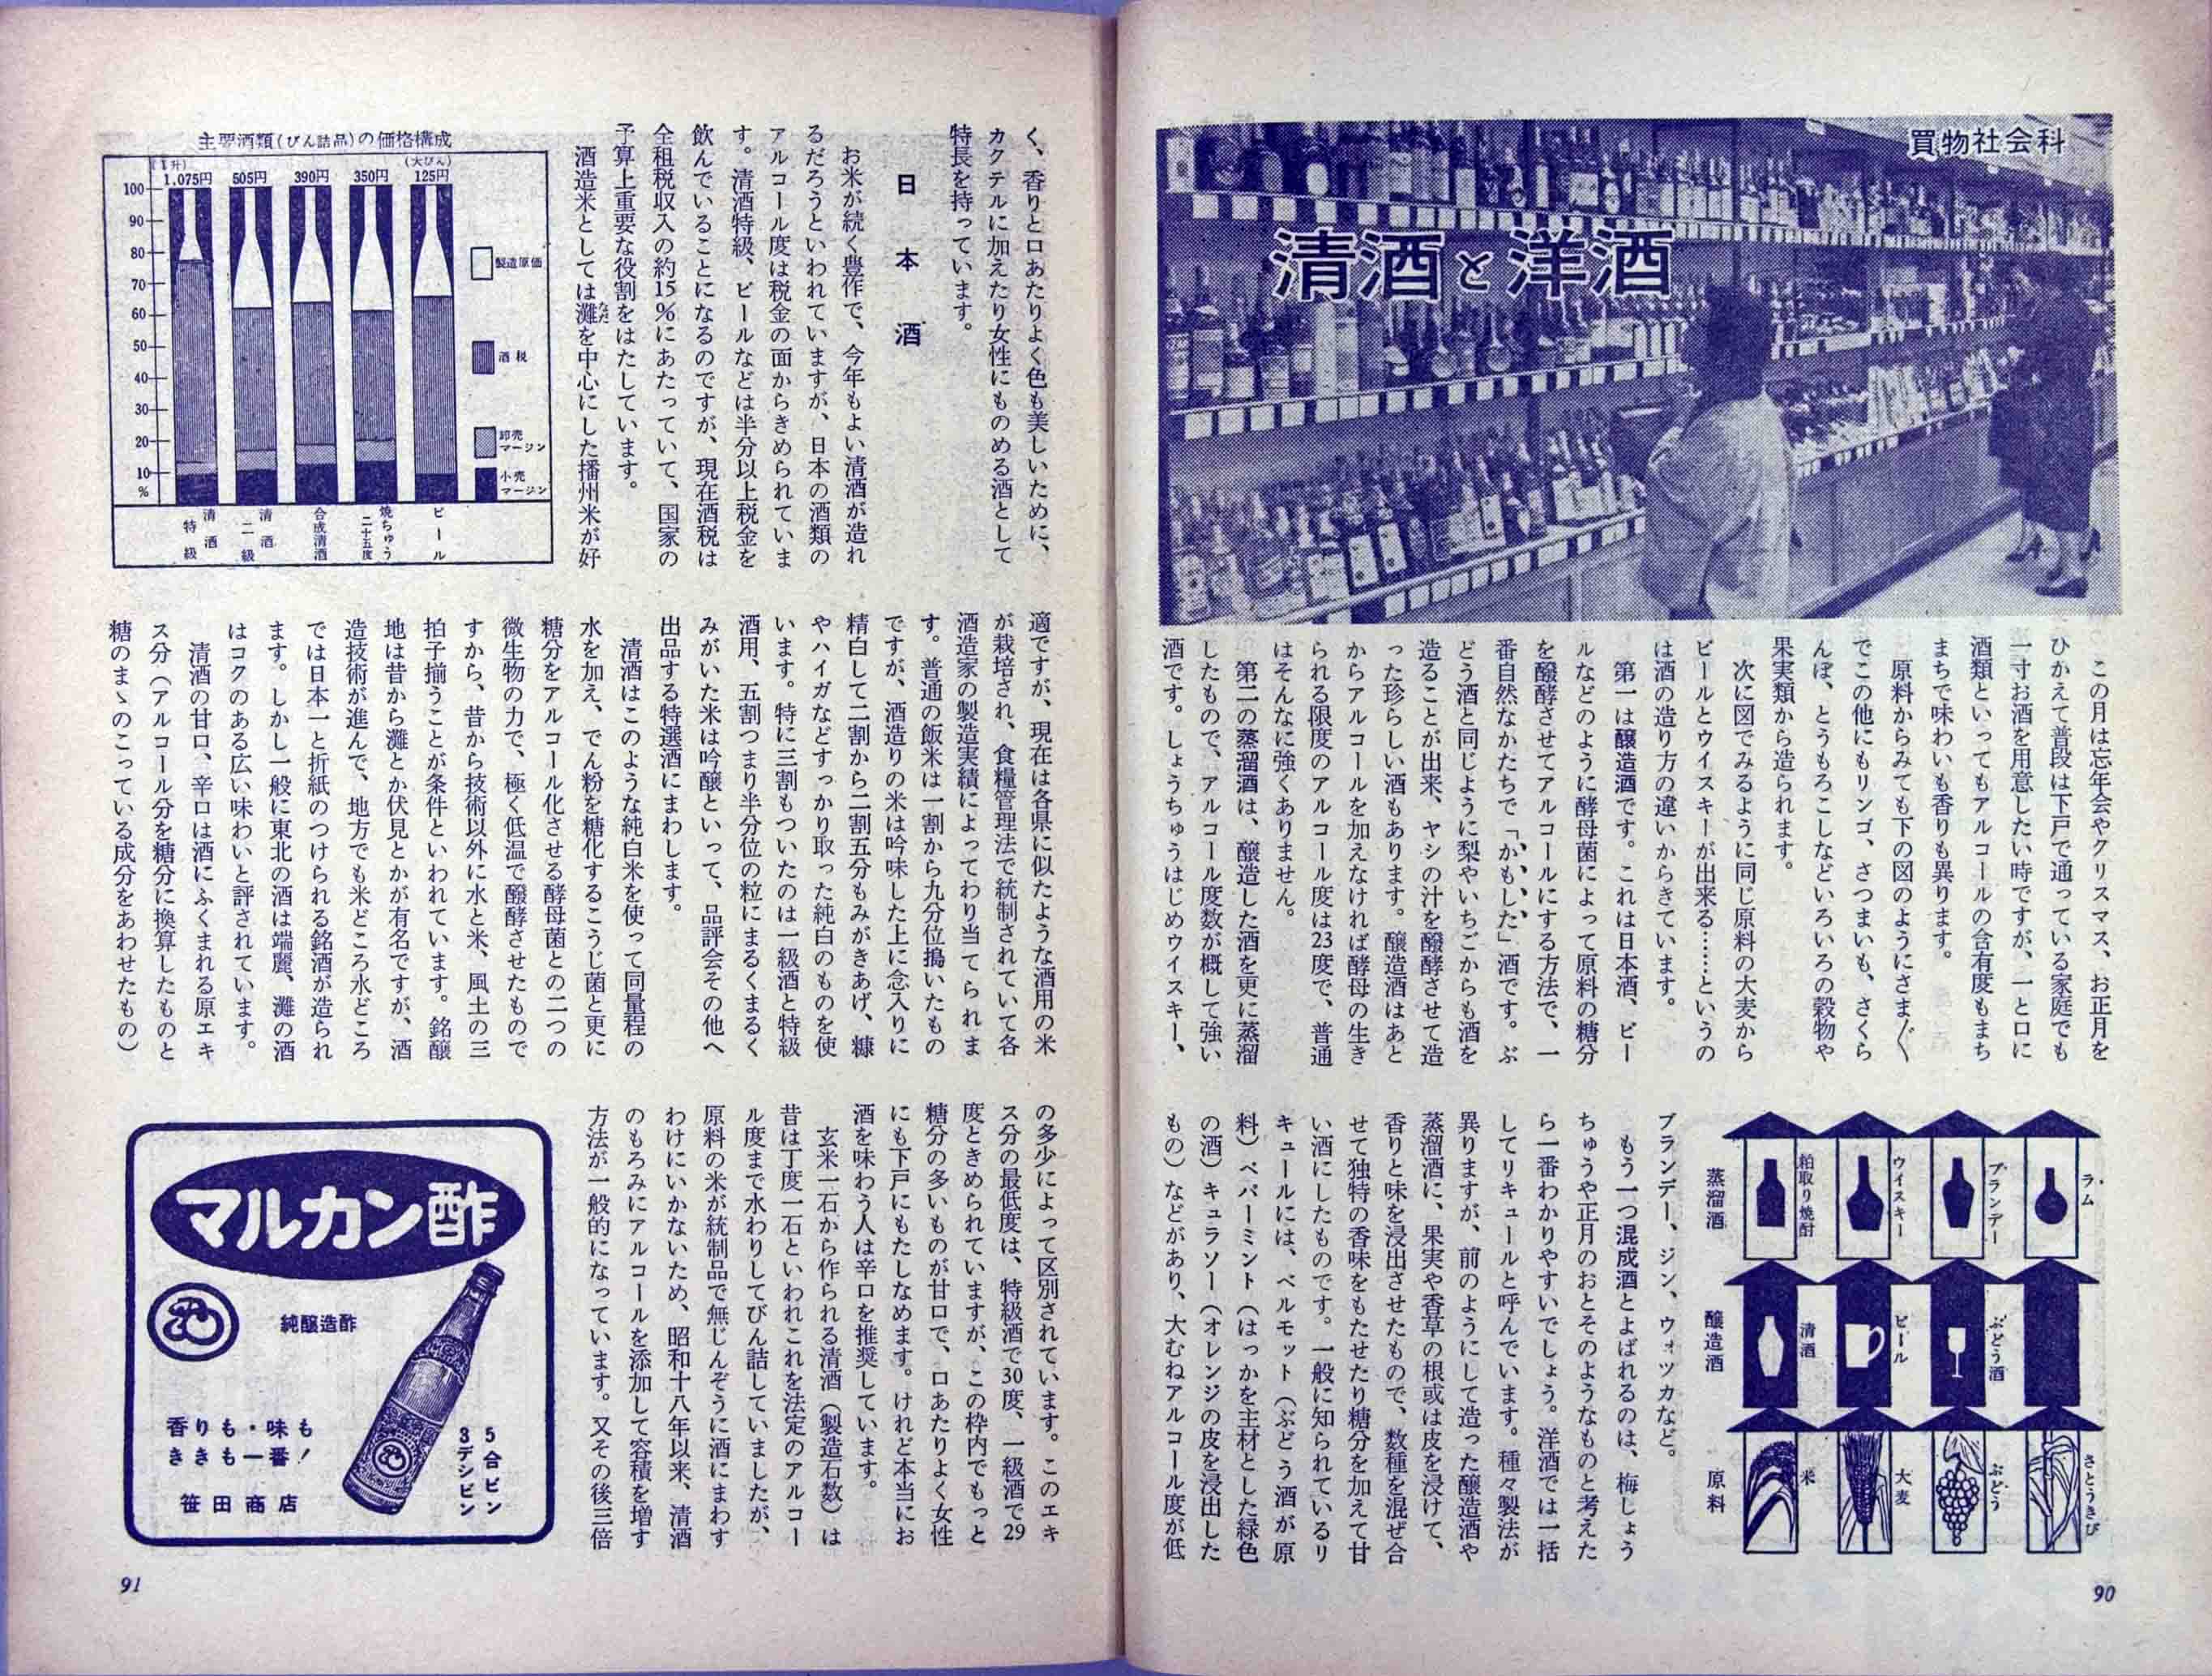 買物社会科
清酒と洋酒
この月は忘年会やクリスマス、お正月を
ひかえて普段は下戸で通っている家庭でも
一寸お酒を用意したい時ですが、一と口に
酒類といってもアルコールの含有度もまち
まちで味わいも香りも異ります。
原料からみても下の図のようにさま〴〵
でこの他にもリンゴ、さつまいも、さくら
んぼ、とうもろこしなどいろいろの穀物や
果実類から造られます。
次に図でみるように同じ原料の大麦から
ビールとウイスキーが出来る……というの
は酒の造り方の違いからきています。
第一は醸造酒です。これは日本酒、ビー
ルなどのように酵母菌によって原料の糖分
を醱酵させてアルコールにする方法で、一
番自然なかたちで「かもした」酒です。ぶ
どう酒と同じように梨やいちごからも酒を
造ることが出来、ヤシの汁を醱酵させて造
った珍らしい酒もあります。醸造酒はあと
からアルコールを加えなければ酵母の生き
られる限度のアルコール度は23度で、普通
はそんなに強くありません。
第二の蒸溜酒は、醸造した酒を更に蒸溜
したもので、アルコール度数が概して強い
酒です。しょうちゅうはじめウイスキー、
ブランデー、ジン、ウォツカなど。
もう一つ混成酒とよばれるのは、梅しょう
ちゅうや正月のおとそのようなものと考えた
ら一番わかりやすいでしょう。洋酒では一括
してリキュールと呼んでいます。種々製法が
異りますが、前のようにして造った醸造酒や
蒸溜酒に、果実や香草の根或は皮を浸けて、
香りと味を浸出させたもので、数種を混ぜ合
せて独特の香味をもたせたり糖分を加えて甘
い酒にしたものです。一般に知られているリ
キュールには、ベルモット（ぶどう酒が原
料）ペパーミント（はっかを主材とした緑色
の酒）キュラソー（オレンジの皮を浸出した
もの）などがあり、大むねアルコール度が低
ラム
ブランデー
ウイスキー
粕取り焼酎
蒸溜酒
ぶどう酒
ビール
清酒
醸造酒
さとうきび
ぶどう
大麦
米
原料
90
く、香りと口あたりよく色も美しいために、
カクテルに加えたり女性にものめる酒として
特長を持っています。
日本酒
お米が続く豊作で、今年もよい清酒が造れ
るだろうといわれていますが、日本の酒類の
アルコール度は税金の面からきめられていま
す。清酒特級、ビールなどは半分以上税金を
飲んでいることになるのですが、現在酒税は
全租税収入の約15％にあたっていて、国家の
予算上重要な役割をはたしています。
酒造米としては灘を中心にした播州米が好
なだ
主要酒類(びん詰品)の価格構成
(1升)
(大びん)
1,075円 505円 390円 350円 125円
100
90
80
70
60
50
40
30
20
10
%
製造原価
酒税
卸売マージン
小売マージン
清酒特級
清酒二級
合成清酒
焼ちゅう二十五度
ビール
適ですが、現在は各県に似たような酒用の米
が栽培され、食糧管理法で統制されていて各
酒造家の製造実績によってわり当てられま
す。普通の飯米は一割から九分位搗いたもの
ですが、酒造りの米は吟味した上に念入りに
精白して二割から二割五分もみがきあげ、糠
やハイガなどすっかり取った純白のものを使
います。特に三割もついたのは一級酒と特級
酒用、五割つまり半分位の粒にまるくまるく
みがいた米は吟醸といって、品評会その他へ
出品する特選酒にまわします。
清酒はこのような純白米を使って同量程の
水を加え、でん粉を糖化するこうじ菌と更に
糖分をアルコール化させる酵母菌との二つの
微生物の力で、極く低温で醱酵させたもので
すから、昔から技術以外に水と米、風土の三
拍子揃うことが条件といわれています。銘醸
地は昔から灘とか伏見とかが有名ですが、酒
造技術が進んで、地方でも米どころ水どころ
では日本一と折紙のつけられる銘酒が造られ
ます。しかし一般に東北の酒は端麗、灘の酒
はコクのある広い味わいと評されています。
清酒の甘口、辛口は酒にふくまれる原エキ
ス分（アルコール分を糖分に換算したものと
糖のまゝのこっている成分をあわせたもの）
の多少によって区別されています。このエキ
ス分の最低度は、特級酒で30度、一級酒で29
度ときめられていますが、この枠内でもっと
糖分の多いものが甘口で、口あたりよく女性
にも下戸にもたしなめます。けれど本当にお
酒を味わう人は辛口を推奨しています。
玄米一石から作られる清酒（製造石数）は
昔は丁度一石といわれこれを法定のアルコー
ル度まで水わりしてびん詰していましたが、
原料の米が統制品で無じんぞうに酒にまわす
わけにいかないため、昭和十八年以来、清酒
のもろみにアルコールを添加して容積を増す
方法が一般的になっています。又その後三倍
マルカン酢
純醸造酢
5合ビン
3デシビン
香りも・味も
ききも一番！
笹田商店
91